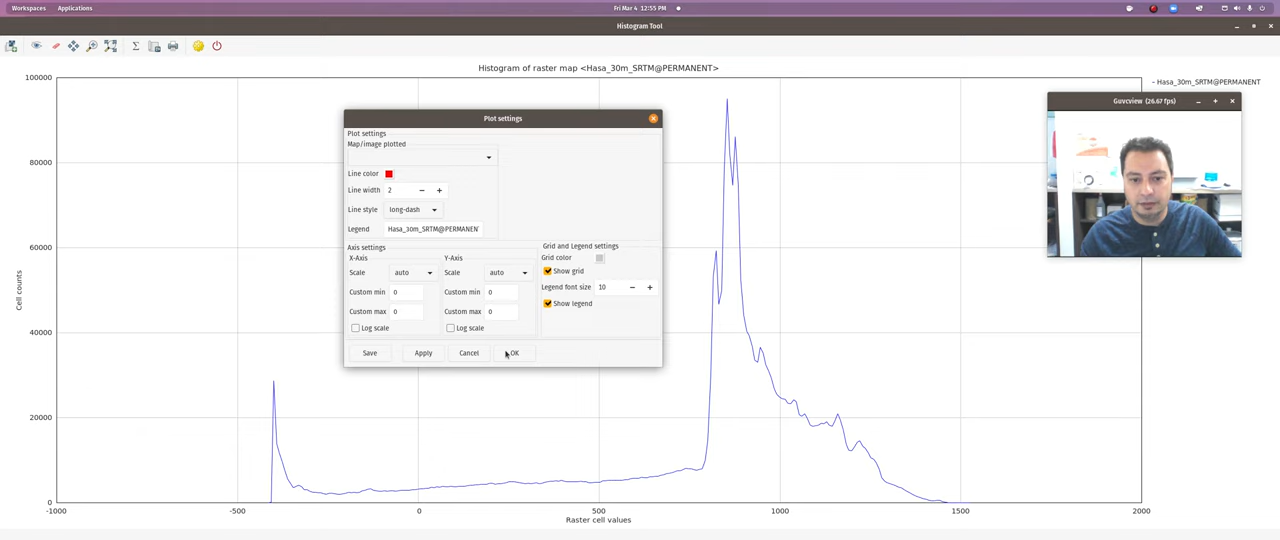 Workspaces Applications Fri Mar 4 12:55 PM
Histogram Tool
Histogram of raster map <Hasa_30m_SRTM@PERMANENT>
Hasa_30m_SRTM@PERMANENT
Guvcview (26.67 fps)
Plot settings
Plot settings
Map/image plotted
Line color
Line width 2
Line style long-dash
Legend Hasa_30m_SRTM@PERMANEN
Axis settings
X-Axis
Scale auto
Custom min 0
Custom max 0
Log scale
Y-Axis
Scale auto
Custom min 0
Custom max 0
Log scale
Grid and Legend settings
Grid color
Show grid
Legend font size 10
Show legend
Save Apply Cancel OK
Cell counts
100000
80000
60000
40000
20000
0
-1000 -500 0 500 1000 1500 2000
Raster cell values